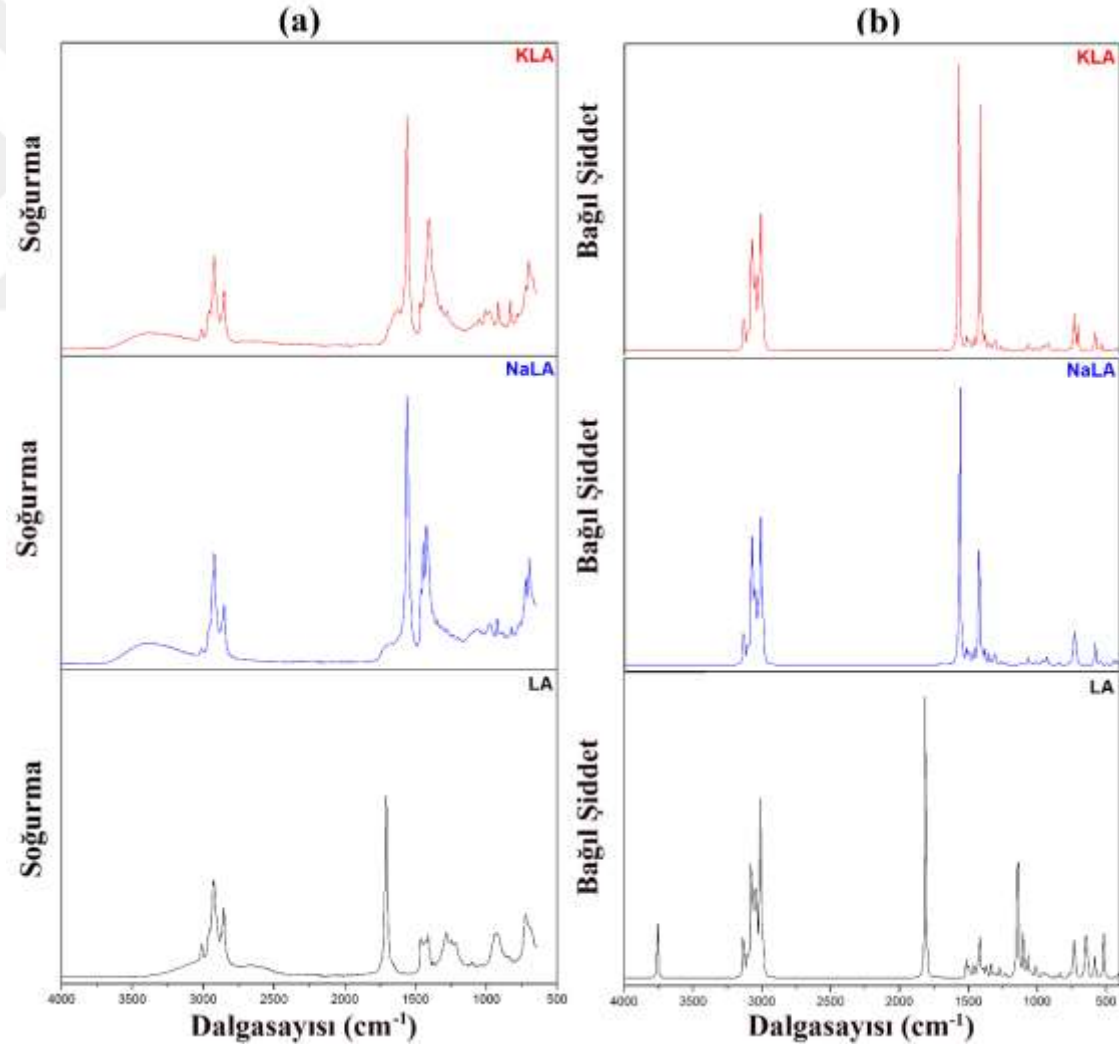 (a)
KLA
Soğurma
NaLA
Soğurma
LA
Soğurma
4000 3500 3000 2500 2000 1500 1000 500
Dalgasayısı (cm⁻¹)
(b)
KLA
Bağıl Şiddet
NaLA
Bağıl Şiddet
LA
Bağıl Şiddet
4000 3500 3000 2500 2000 1500 1000 500
Dalgasayısı (cm⁻¹)